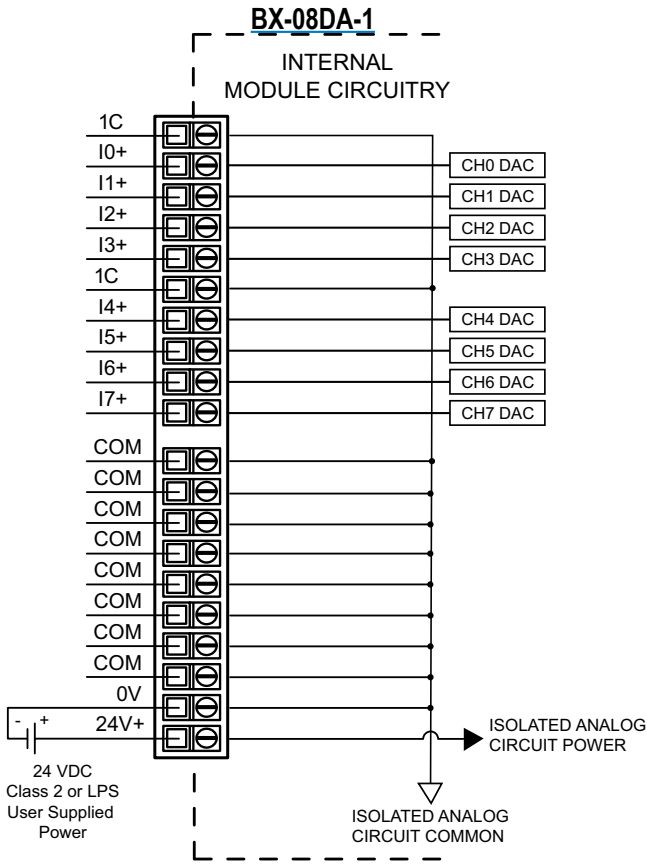 BX-08DA-1
INTERNAL
MODULE CIRCUITRY
1C
I0+
CH0 DAC
I1+
CH1 DAC
I2+
CH2 DAC
I3+
CH3 DAC
1C
I4+
CH4 DAC
I5+
CH5 DAC
I6+
CH6 DAC
I7+
CH7 DAC
COM
COM
COM
COM
COM
COM
COM
COM
0V
- +
24V+
ISOLATED ANALOG
CIRCUIT POWER
24 VDC
Class 2 or LPS
User Supplied
Power
ISOLATED ANALOG
CIRCUIT COMMON